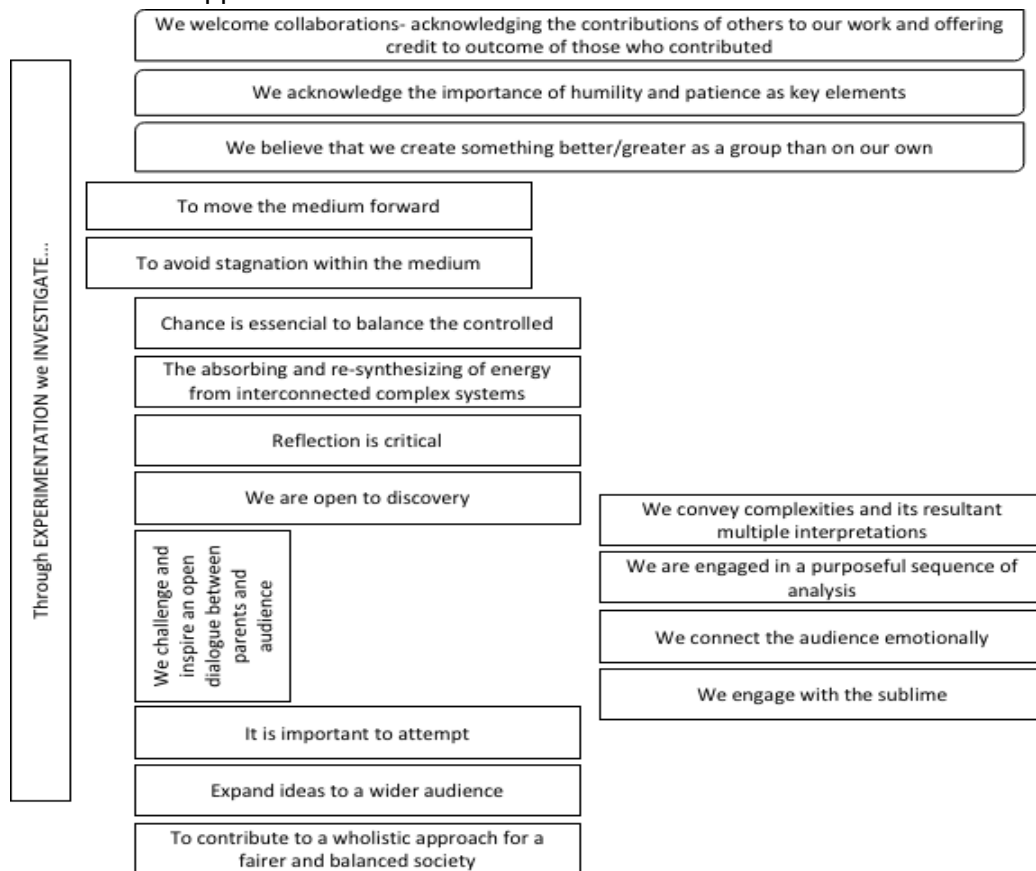 We welcome collaborations- acknowledging the contributions of others to our work and offering
credit to outcome of those who contributed
We acknowledge the importance of humility and patience as key elements
We believe that we create something better/greater as a group than on our own
Through EXPERIMENTATION we INVESTIGATE...
To move the medium forward
To avoid stagnation within the medium
Chance is essencial to balance the controlled
The absorbing and re-synthesizing of energy
from interconnected complex systems
Reflection is critical
We are open to discovery
We challenge and
inspire an open
dialogue between
parents and
audience
We convey complexities and its resultant
multiple interpretations
We are engaged in a purposeful sequence of
analysis
We connect the audience emotionally
We engage with the sublime
It is important to attempt
Expand ideas to a wider audience
To contribute to a wholistic approach for a
fairer and balanced society